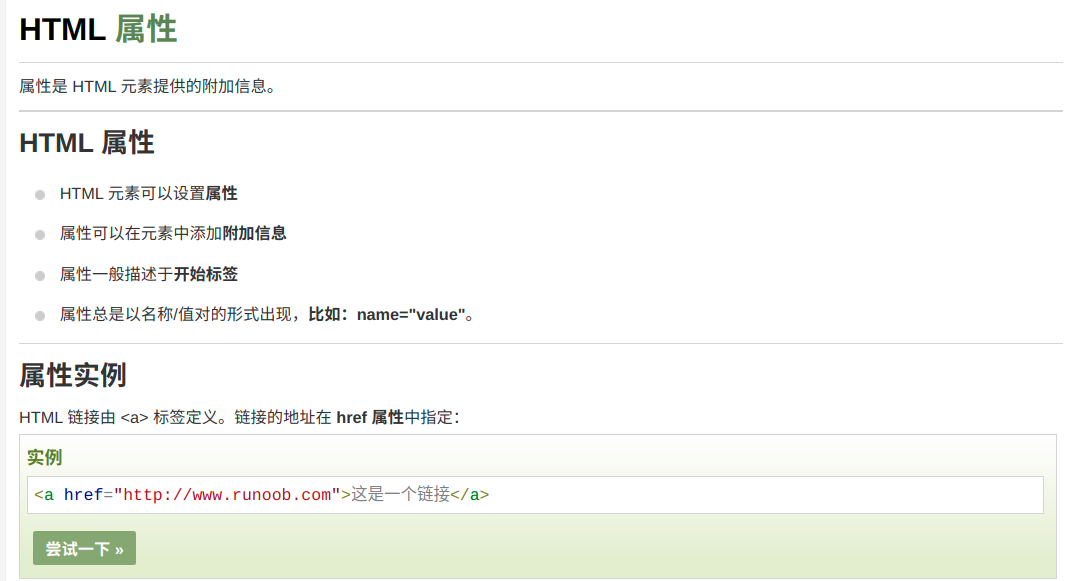 HTML 属性
属性是 HTML 元素提供的附加信息。
HTML 属性
HTML 元素可以设置属性
属性可以在元素中添加附加信息
属性一般描述于开始标签
属性总是以名称/值对的形式出现，比如：name="value"。
属性实例
HTML 链接由 <a> 标签定义。链接的地址在 href 属性中指定：
实例
<a href="http://www.runoob.com">这是一个链接</a>
尝试一下 »